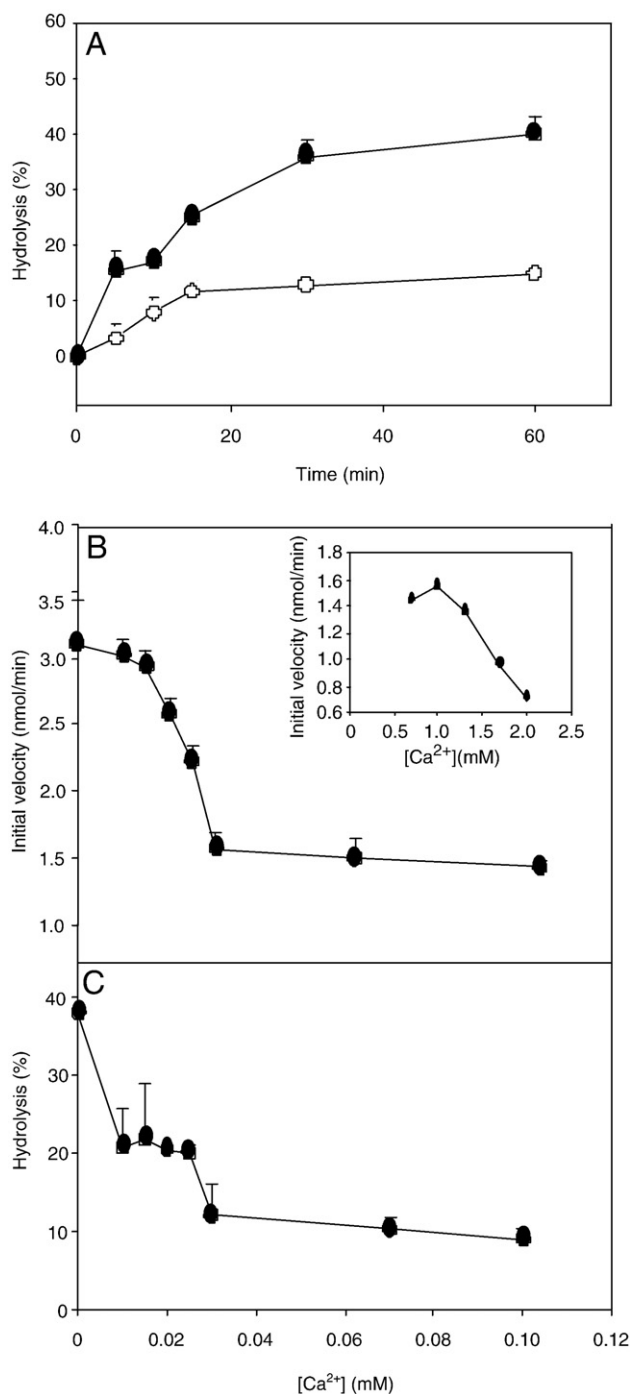 A
60
50
40
30
20
10
0
Hydrolysis (%)
0 20 40 60
Time (min)
B
4.0
3.5
3.0
2.5
2.0
1.5
1.0
Initial velocity (nmol/min)
1.8
1.6
1.4
1.2
1.0
0.8
0.6
Initial velocity (nmol/min)
0 0.5 1.0 1.5 2.0 2.5
[Ca²⁺](mM)
C
40
30
20
10
0
Hydrolysis (%)
0 0.02 0.04 0.06 0.08 0.10 0.12
[Ca²⁺] (mM)